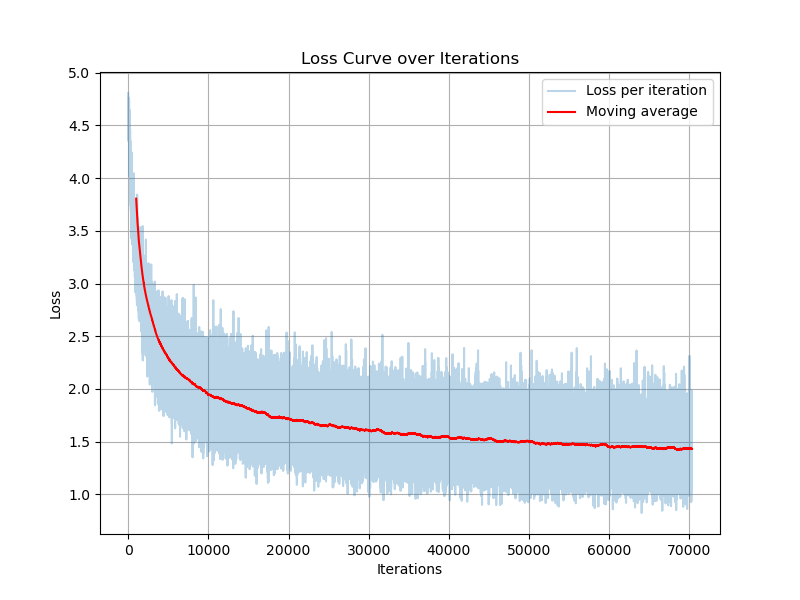 Loss Curve over Iterations
Loss per iteration
Moving average
5.0
4.5
4.0
3.5
3.0
2.5
2.0
1.5
1.0
Loss
0 10000 20000 30000 40000 50000 60000 70000
Iterations